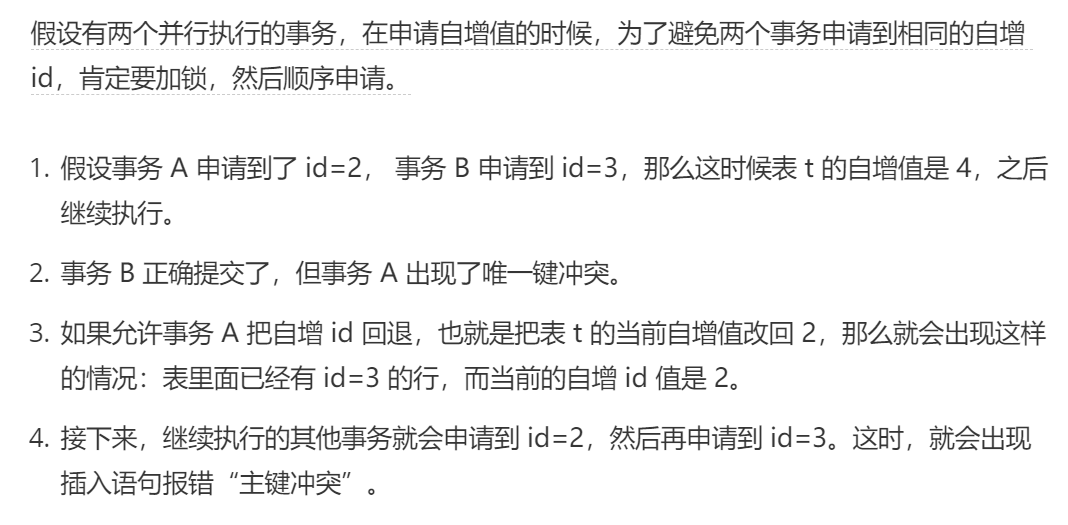 假设有两个并行执行的事务，在申请自增值的时候，为了避免两个事务申请到相同的自增
id，肯定要加锁，然后顺序申请。
1. 假设事务 A 申请到了 id=2， 事务 B 申请到 id=3，那么这时候表 t 的自增值是 4，之后
继续执行。
2. 事务 B 正确提交了，但事务 A 出现了唯一键冲突。
3. 如果允许事务 A 把自增 id 回退，也就是把表 t 的当前自增值改回 2，那么就会出现这样
的情况：表里面已经有 id=3 的行，而当前的自增 id 值是 2。
4. 接下来，继续执行的其他事务就会申请到 id=2，然后再申请到 id=3。这时，就会出现
插入语句报错“主键冲突”。